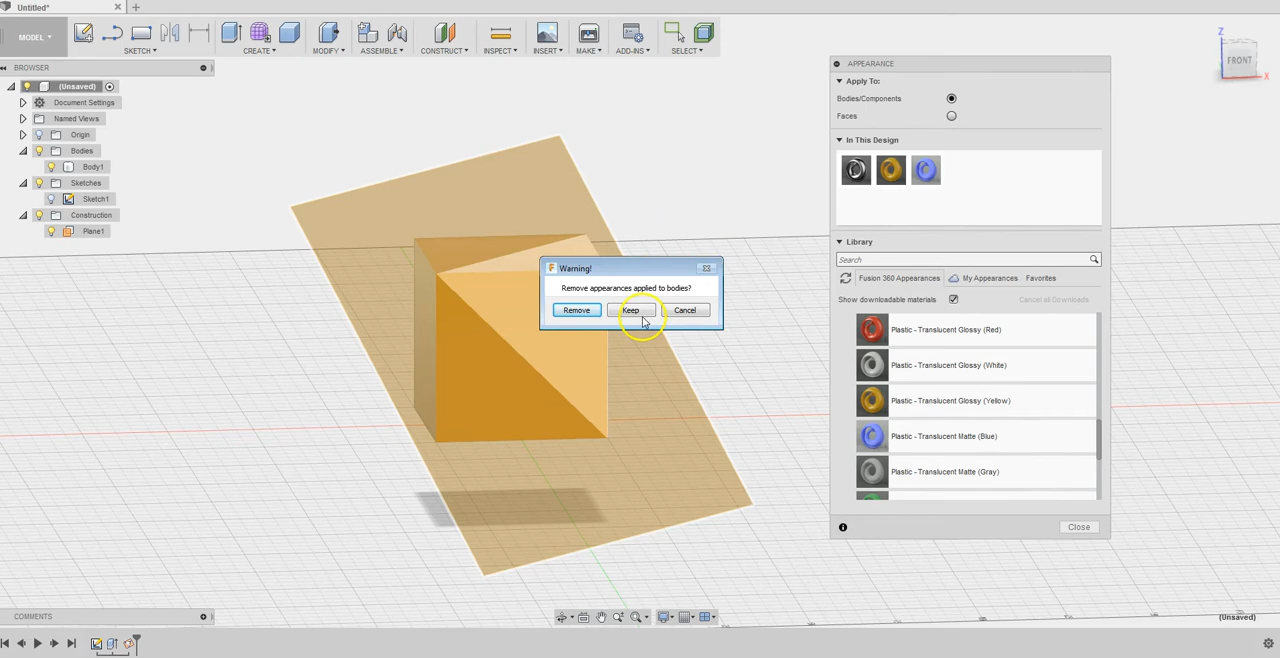 Untitled*
MODEL
SKETCH
CREATE
MODIFY
ASSEMBLE
CONSTRUCT
INSPECT
INSERT
MAKE
ADD-INS
SELECT
BROWSER
(Unsaved)
Document Settings
Named Views
Origin
Bodies
Body1
Sketches
Sketch1
Construction
Plane1
Z
FRONT
X
APPEARANCE
Apply To:
Bodies/Components
Faces
In This Design
Library
Search
Fusion 360 Appearances
My Appearances
Favorites
Show downloadable materials
Cancel all Downloads
Plastic - Translucent Glossy (Red)
Plastic - Translucent Glossy (White)
Plastic - Translucent Glossy (Yellow)
Plastic - Translucent Matte (Blue)
Plastic - Translucent Matte (Gray)
Close
Warning!
Remove appearances applied to bodies?
Remove
Keep
Cancel
COMMENTS
(Unsaved)